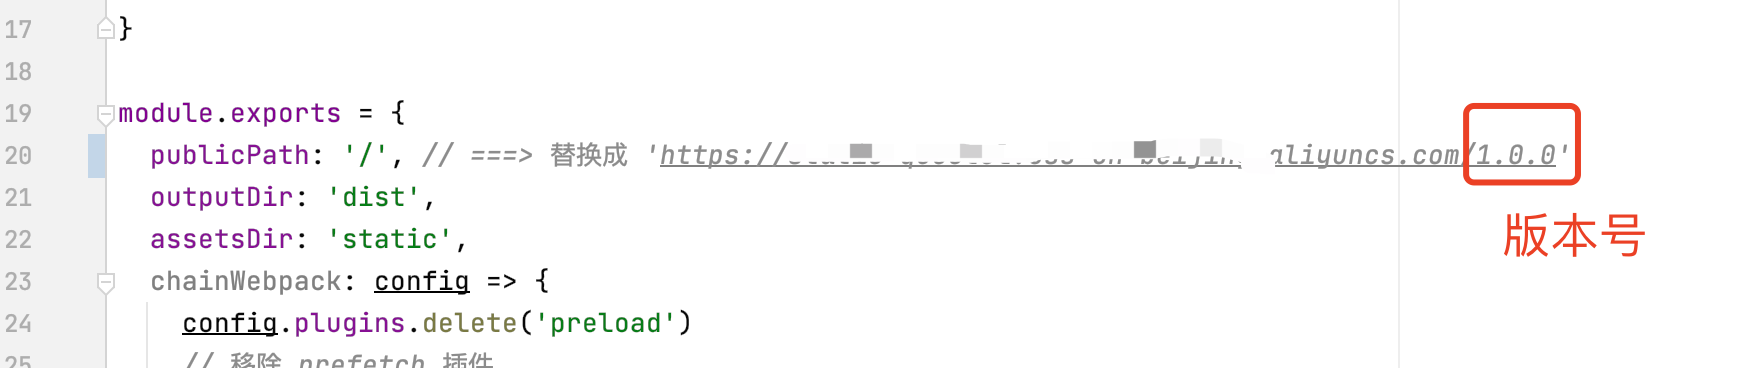 17 }
18
19 module.exports = {
20 publicPath: '/', // ===> 替换成 'https:// aliyuncs.com/1.0.0'
21 outputDir: 'dist',
22 assetsDir: 'static',
版本号
23 chainWebpack: config => {
24 config.plugins.delete('preload')
25 // 移除 prefetch 插件